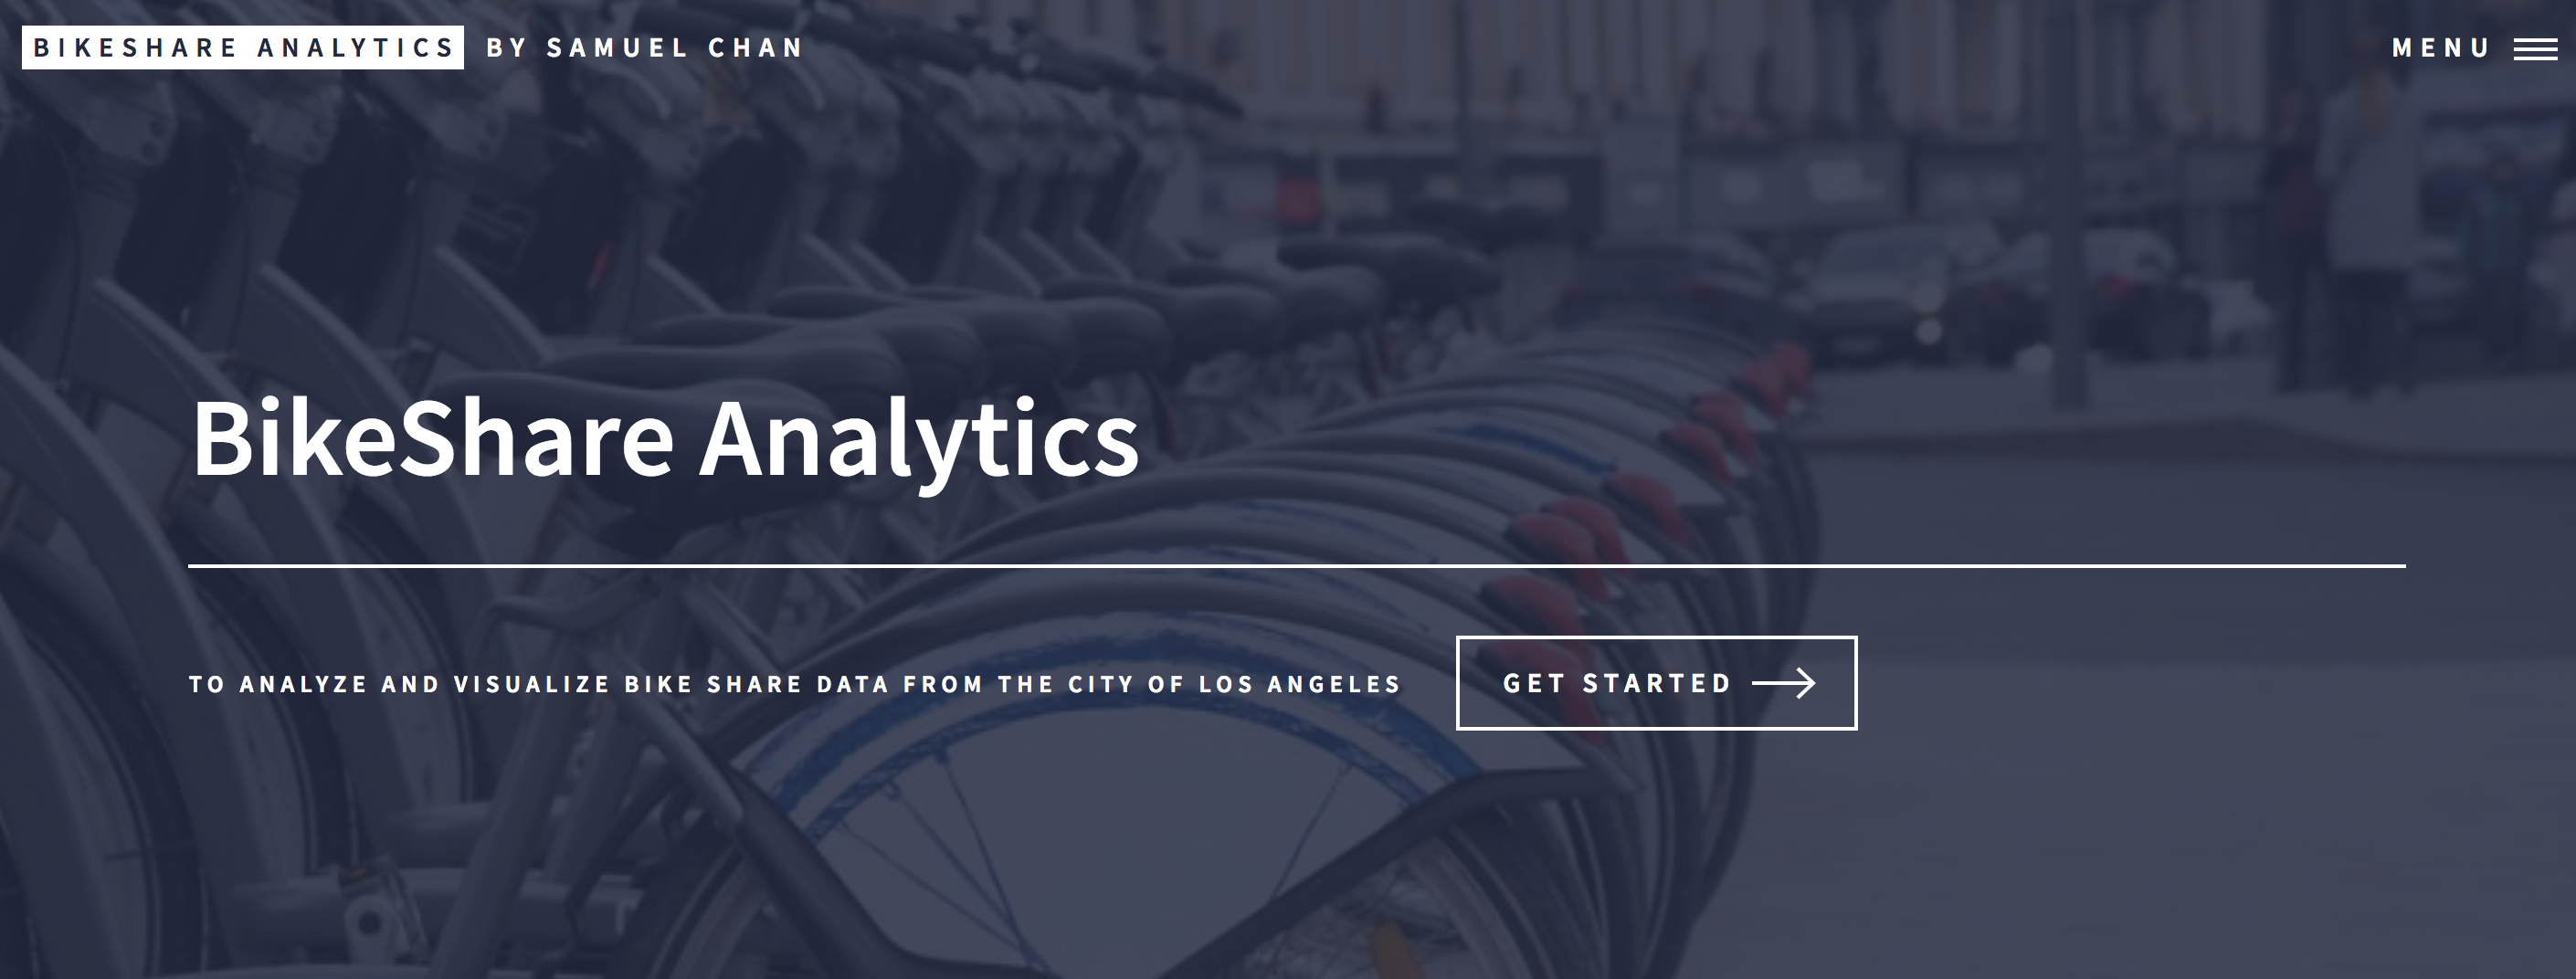 BIKESHARE ANALYTICS BY SAMUEL CHAN
MENU
BikeShare Analytics
TO ANALYZE AND VISUALIZE BIKE SHARE DATA FROM THE CITY OF LOS ANGELES
GET STARTED